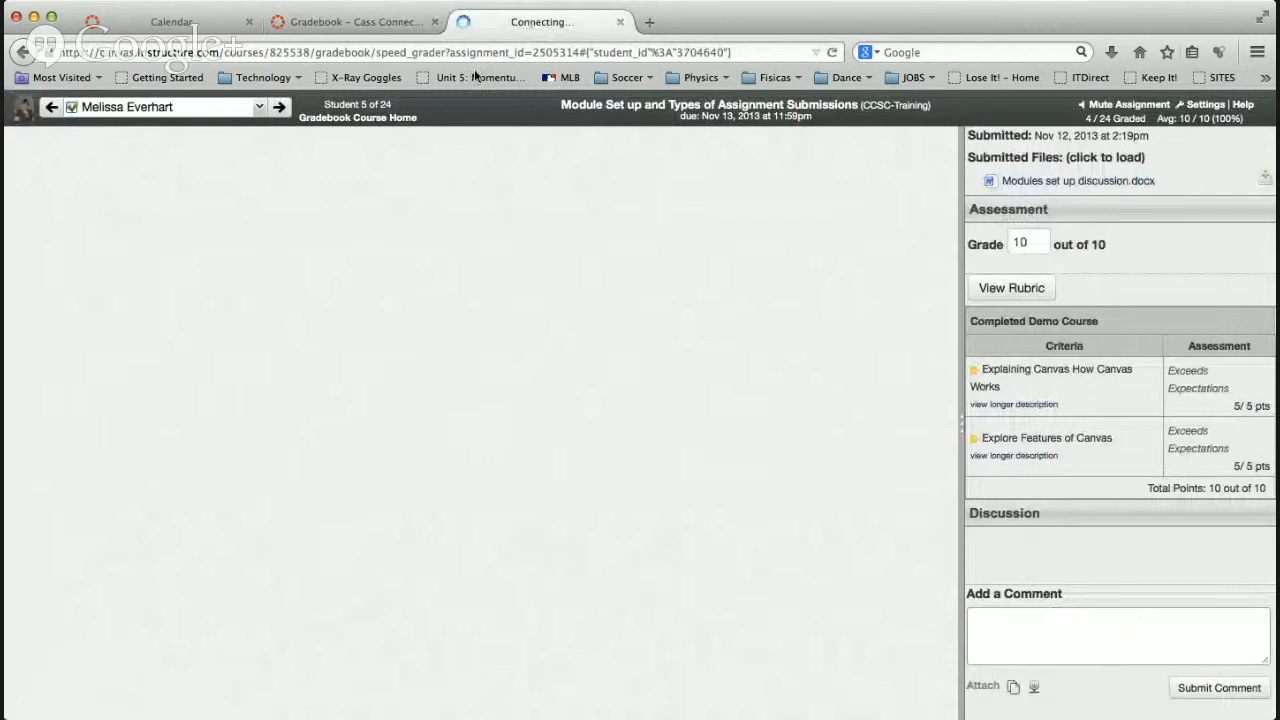 Calendar
Gradebook - Cass Connec...
Connecting...
Google+
instructure.com/courses/825538/gradebook/speed_grader?assignment_id=2505314#{"student_id"%3A"3704640"}
Google
Most Visited
Getting Started
Technology
X-Ray Goggles
Unit 5: Momentu...
MLB
Soccer
Physics
Fisicas
Dance
JOBS
Lose It! – Home
ITDirect
Keep It!
SITES
Melissa Everhart
Student 5 of 24
Gradebook Course Home
Module Set up and Types of Assignment Submissions (CCSC-Training)
due: Nov 13, 2013 at 11:59pm
Mute Assignment Settings | Help
4 / 24 Graded Avg: 10 / 10 (100%)
Submitted: Nov 12, 2013 at 2:19pm
Submitted Files: (click to load)
Modules set up discussion.docx
Assessment
Grade 10 out of 10
View Rubric
Completed Demo Course
Criteria Assessment
Explaining Canvas How Canvas
Works
view longer description
Exceeds
Expectations
5/ 5 pts
Explore Features of Canvas
view longer description
Exceeds
Expectations
5/ 5 pts
Total Points: 10 out of 10
Discussion
Add a Comment
Attach
Submit Comment